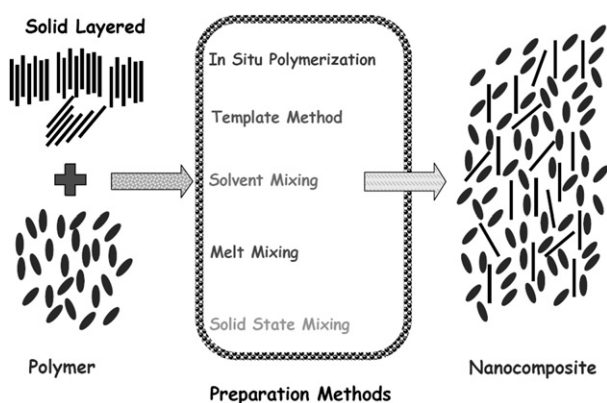 Solid Layered
In Situ Polymerization
Template Method
Solvent Mixing
Melt Mixing
Solid State Mixing
Polymer
Nanocomposite
Preparation Methods